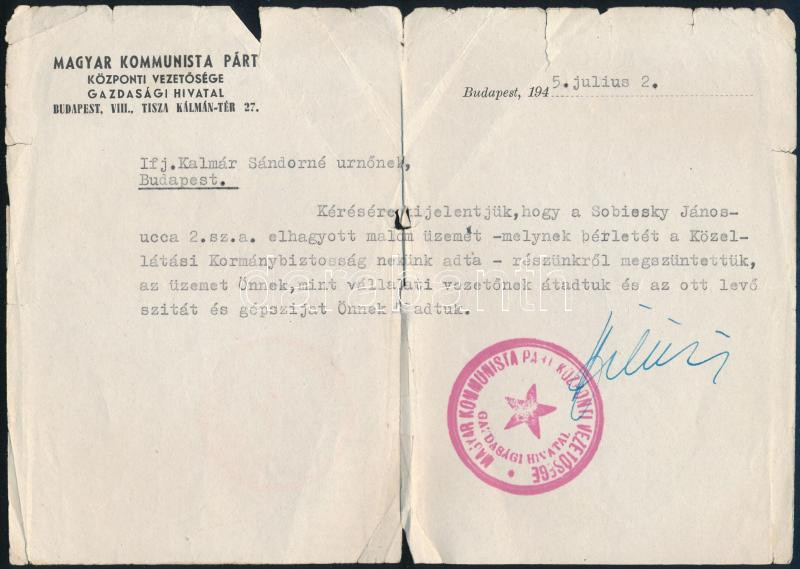 MAGYAR KOMMUNISTA PÁRT
KÖZPONTI VEZETŐSÉGE
GAZDASÁGI HIVATAL
BUDAPEST, VIII., TISZA KÁLMÁN-TÉR 27.
Budapest, 1945.julius 2.
Ifj.Kalmár Sándorné urnőnek,
Budapest.
Kérésére kijelentjük,hogy a Sobiesky János-
ucca 2.sz.a. elhagyott malom üzemét -melynek bérletét a Közel-
látási Kormánybiztosság nekünk adta - részünkről megszüntettük,
az üzemet Önnek,mint vállalati vezetőnek átadtuk és az ott levő
szitát és gépszijat Önnek adtuk.
MAGYAR KOMMUNISTA PÁRT KÖZPONTI VEZETŐSÉGE
GAZDASÁGI HIVATAL
darabanth